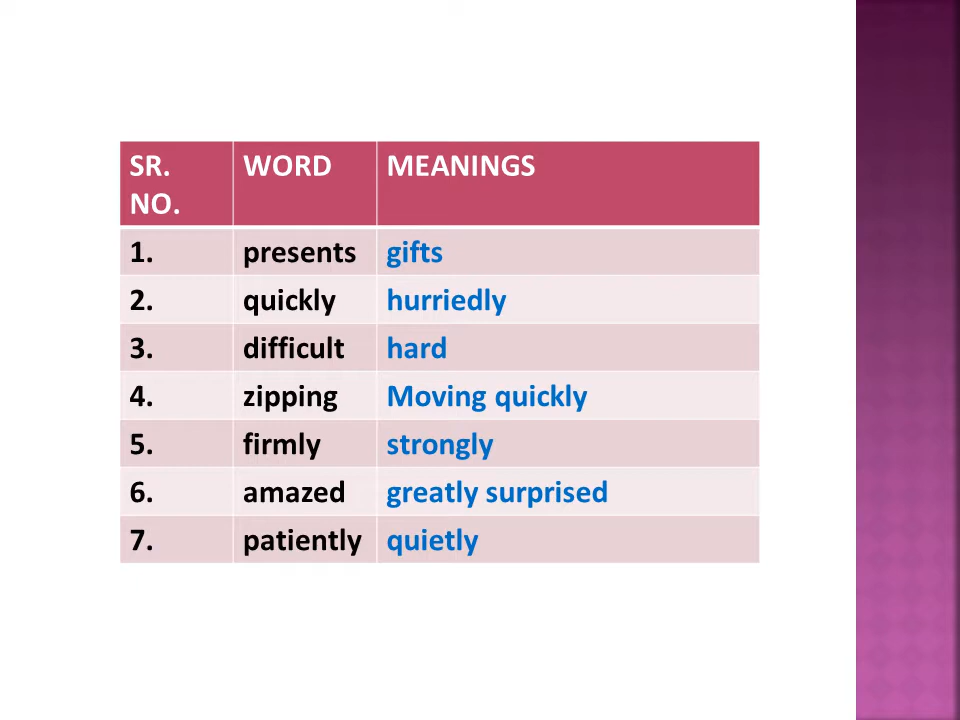 SR. NO. WORD MEANINGS
1. presents gifts
2. quickly hurriedly
3. difficult hard
4. zipping Moving quickly
5. firmly strongly
6. amazed greatly surprised
7. patiently quietly